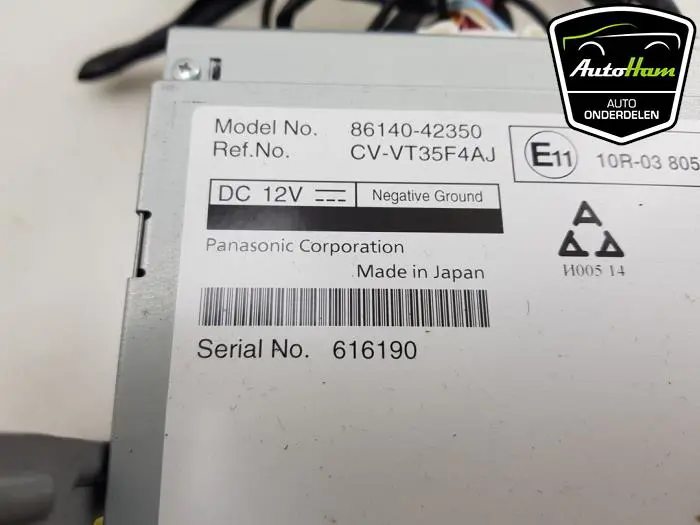 AutoHam
AUTO
ONDERDELEN
Model No. 86140-42350
Ref.No. CV-VT35F4AJ
E11 10R-03 805
DC 12V Negative Ground
Panasonic Corporation
Made in Japan
И005 14
Serial No. 616190